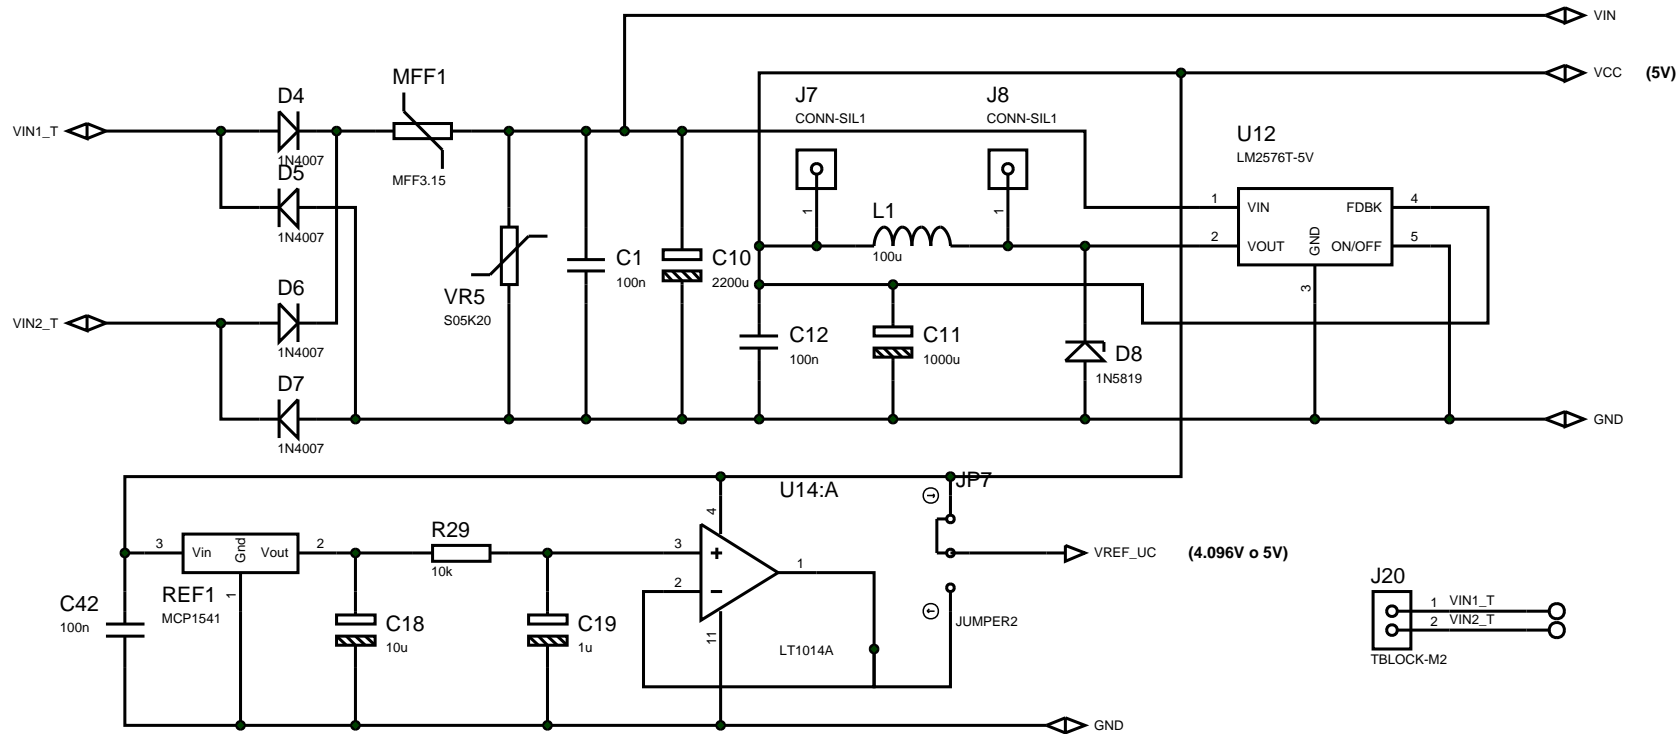 VIN
VCC (5V)
MFF1
MFF3.15
VIN1_T
D4
1N4007
D5
1N4007
VIN2_T
D6
1N4007
D7
1N4007
VR5
S05K20
C1
100n
C10
2200u
J7
CONN-SIL1
1
J8
CONN-SIL1
1
L1
100u
C12
100n
C11
1000u
D8
1N5819
U12
LM2576T-5V
1 VIN FDBK 4
2 VOUT GND ON/OFF 5
3
GND
C42
100n
3 Vin Gnd Vout 2
1
REF1
MCP1541
R29
10k
C18
10u
C19
1u
U14:A
4
3 +
2 −
1
11
LT1014A
JP7
JUMPER2
VREF_UC (4.096V o 5V)
GND
J20
1 VIN1_T
2 VIN2_T
TBLOCK-M2